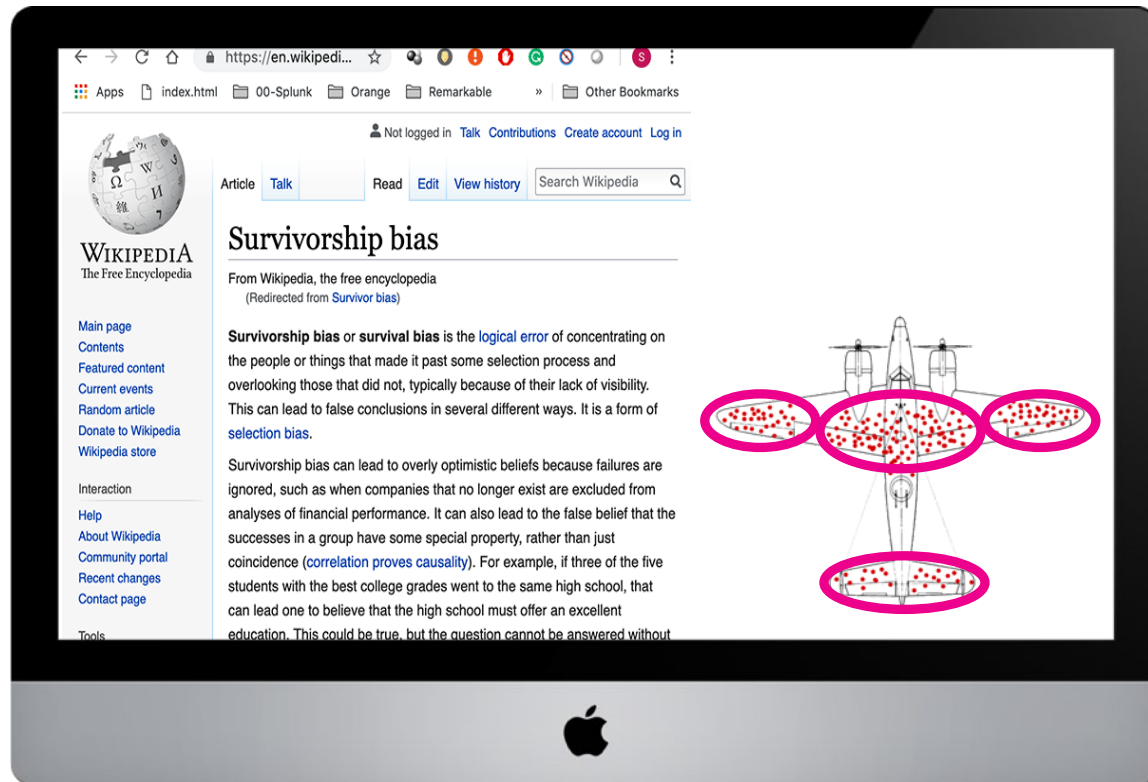 https://en.wikipedi...
S
Apps index.html 00-Splunk Orange Remarkable » Other Bookmarks
Not logged in Talk Contributions Create account Log in
Article Talk Read Edit View history Search Wikipedia
WIKIPEDIA
The Free Encyclopedia
Main page
Contents
Featured content
Current events
Random article
Donate to Wikipedia
Wikipedia store
Interaction
Help
About Wikipedia
Community portal
Recent changes
Contact page
Tools
Survivorship bias
From Wikipedia, the free encyclopedia
(Redirected from Survivor bias)
Survivorship bias or survival bias is the logical error of concentrating on
the people or things that made it past some selection process and
overlooking those that did not, typically because of their lack of visibility.
This can lead to false conclusions in several different ways. It is a form of
selection bias.
Survivorship bias can lead to overly optimistic beliefs because failures are
ignored, such as when companies that no longer exist are excluded from
analyses of financial performance. It can also lead to the false belief that the
successes in a group have some special property, rather than just
coincidence (correlation proves causality). For example, if three of the five
students with the best college grades went to the same high school, that
can lead one to believe that the high school must offer an excellent
education. This could be true, but the question cannot be answered without